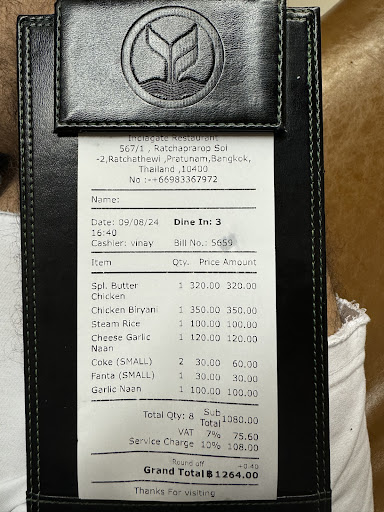 Indiagate Restaurant
567/1 , Ratchaprarop Soi
-2,Ratchathewi ,Pratunam,Bangkok,
Thailand ,10400
No :-+66983367972
Name:
Date: 09/08/24 Dine In: 3
16:40
Cashier: vinay Bill No.: 5659
Item Qty. Price Amount
Spl. Butter 1 320.00 320.00
Chicken
Chicken Biryani 1 350.00 350.00
Steam Rice 1 100.00 100.00
Cheese Garlic 1 120.00 120.00
Naan
Coke (SMALL) 2 30.00 60.00
Fanta (SMALL) 1 30.00 30.00
Garlic Naan 1 100.00 100.00
Total Qty: 8 Sub Total 1080.00
VAT 7% 75.60
Service Charge 10% 108.00
Round off +0.40
Grand Total ฿ 1264.00
Thanks For visiting